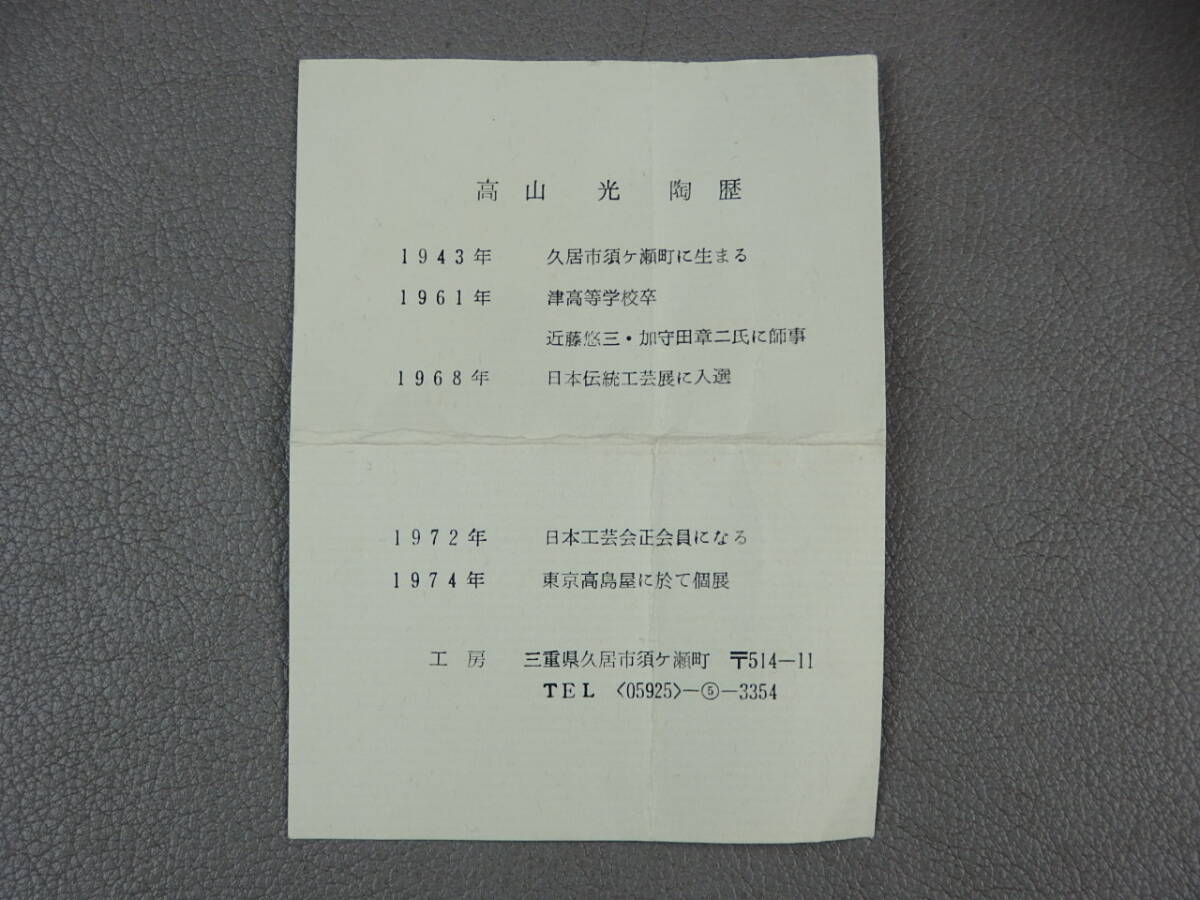 高山 光 陶歴
1943年 久居市須ケ瀬町に生まる
1961年 津高等学校卒
近藤悠三・加守田章二氏に師事
1968年 日本伝統工芸展に入選
1972年 日本工芸会正会員になる
1974年 東京高島屋に於て個展
工房 三重県久居市須ケ瀬町 〒514-11
TEL 〈05925〉-⑤-3354